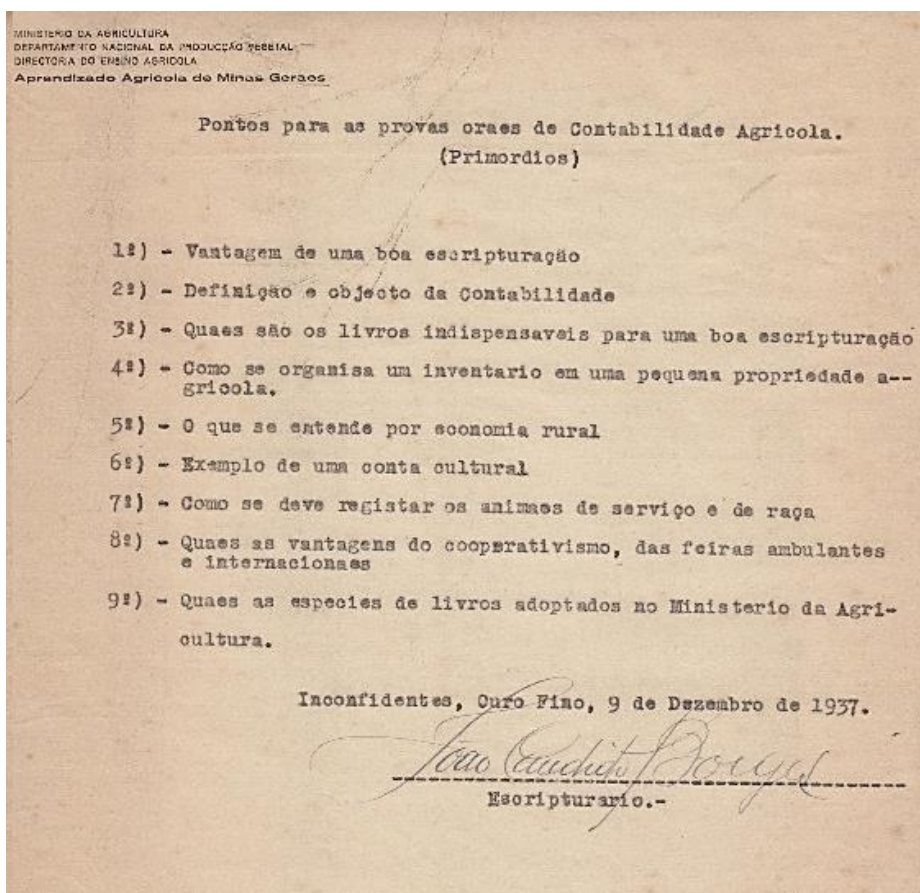 MINISTERIO DA AGRICULTURA
DEPARTAMENTO NACIONAL DA PRODUCÇÃO VEGETAL
DIRECTORIA DO ENSINO AGRICOLA
Aprendizado Agricola de Minas Geraes
Pontos para as provas oraes de Contabilidade Agricola.
(Primordios)
1º) - Vantagem de uma bôa escripturação
2º) - Definição e objecto da Contabilidade
3º) - Quaes são os livros indispensaveis para uma boa escripturação
4º) - Como se organisa um inventario em uma pequena propriedade a--
gricola.
5º) - O que se entende por economia rural
6º) - Exemplo de uma conta cultural
7º) - Como se deve registar os animaes de serviço e de raça
8º) - Quaes as vantagens do cooperativismo, das feiras ambulantes
e internacionaes
9º) - Quaes as especies de livros adoptados no Ministerio da Agri-
cultura.
Inconfidentes, Ouro Fino, 9 de Dezembro de 1937.
João Candido Borges
Escripturario.-